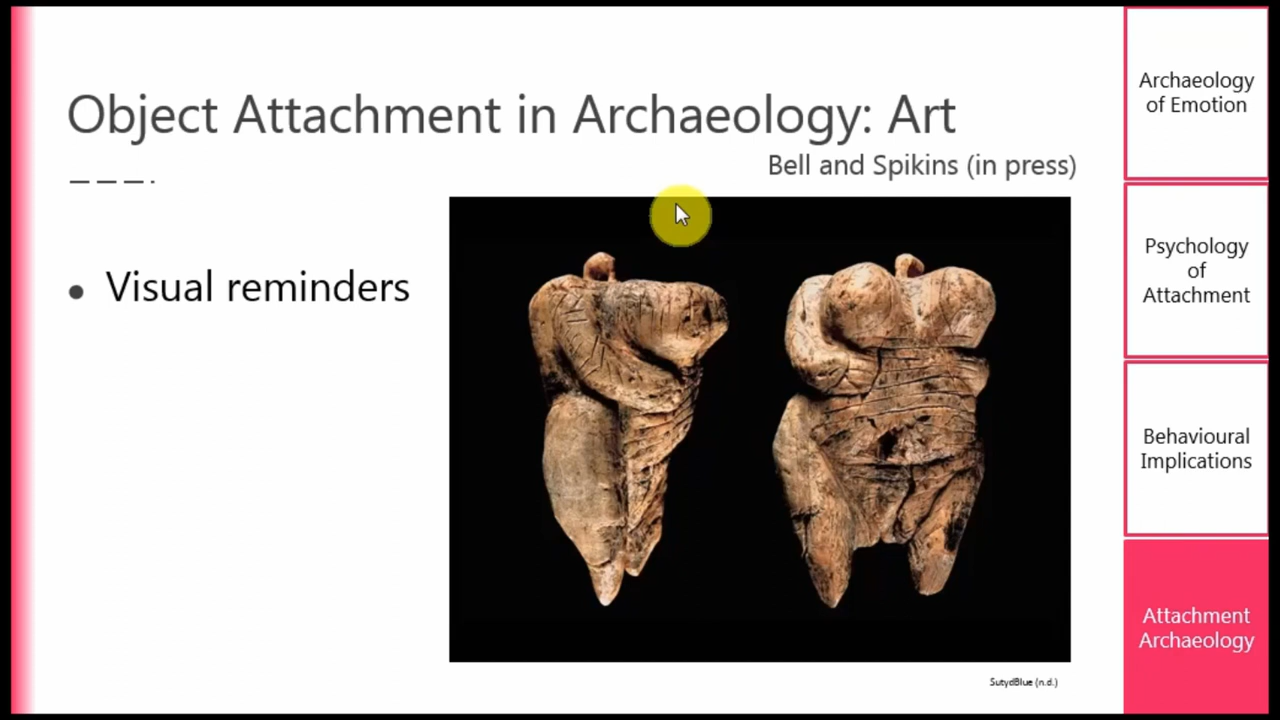 Object Attachment in Archaeology: Art
Bell and Spikins (in press)
• Visual reminders
SutydBlue (n.d.)
Archaeology
of Emotion
Psychology
of
Attachment
Behavioural
Implications
Attachment
Archaeology